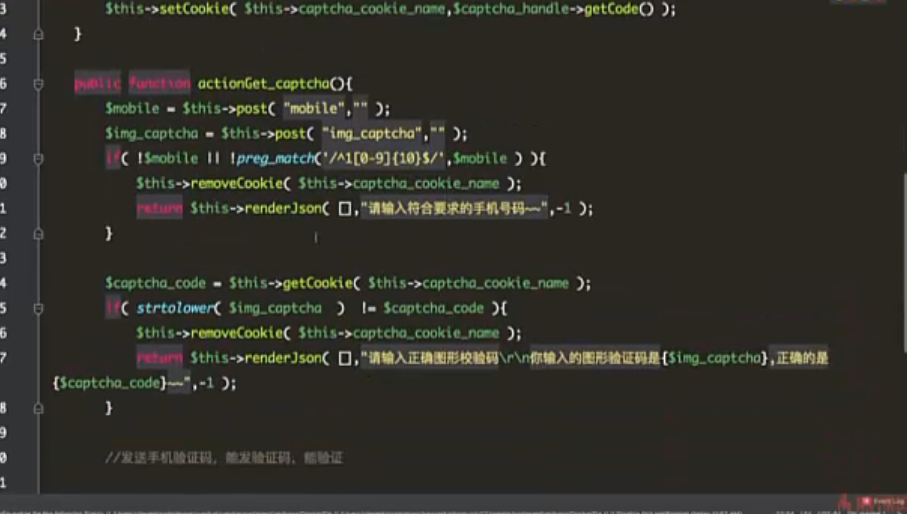 3 $this->setCookie( $this->captcha_cookie_name,$captcha_handle->getCode() );
4 }
5
6 public function actionGet_captcha(){
7 $mobile = $this->post( "mobile","" );
8 $img_captcha = $this->post( "img_captcha","" );
9 if( !$mobile || !preg_match('/^1[0-9]{10}$/',$mobile ) ){
0 $this->removeCookie( $this->captcha_cookie_name );
1 return $this->renderJson( [],"请输入符合要求的手机号码~~",-1 );
2 }
3
4 $captcha_code = $this->getCookie( $this->captcha_cookie_name );
5 if( strtolower( $img_captcha ) != $captcha_code ){
6 $this->removeCookie( $this->captcha_cookie_name );
7 return $this->renderJson( [],"请输入正确图形校验码\r\n你输入的图形验证码是{$img_captcha},正确的是
{$captcha_code}~~",-1 );
8 }
9
0 //发送手机验证码，能发验证码，能验证
1
Event Log